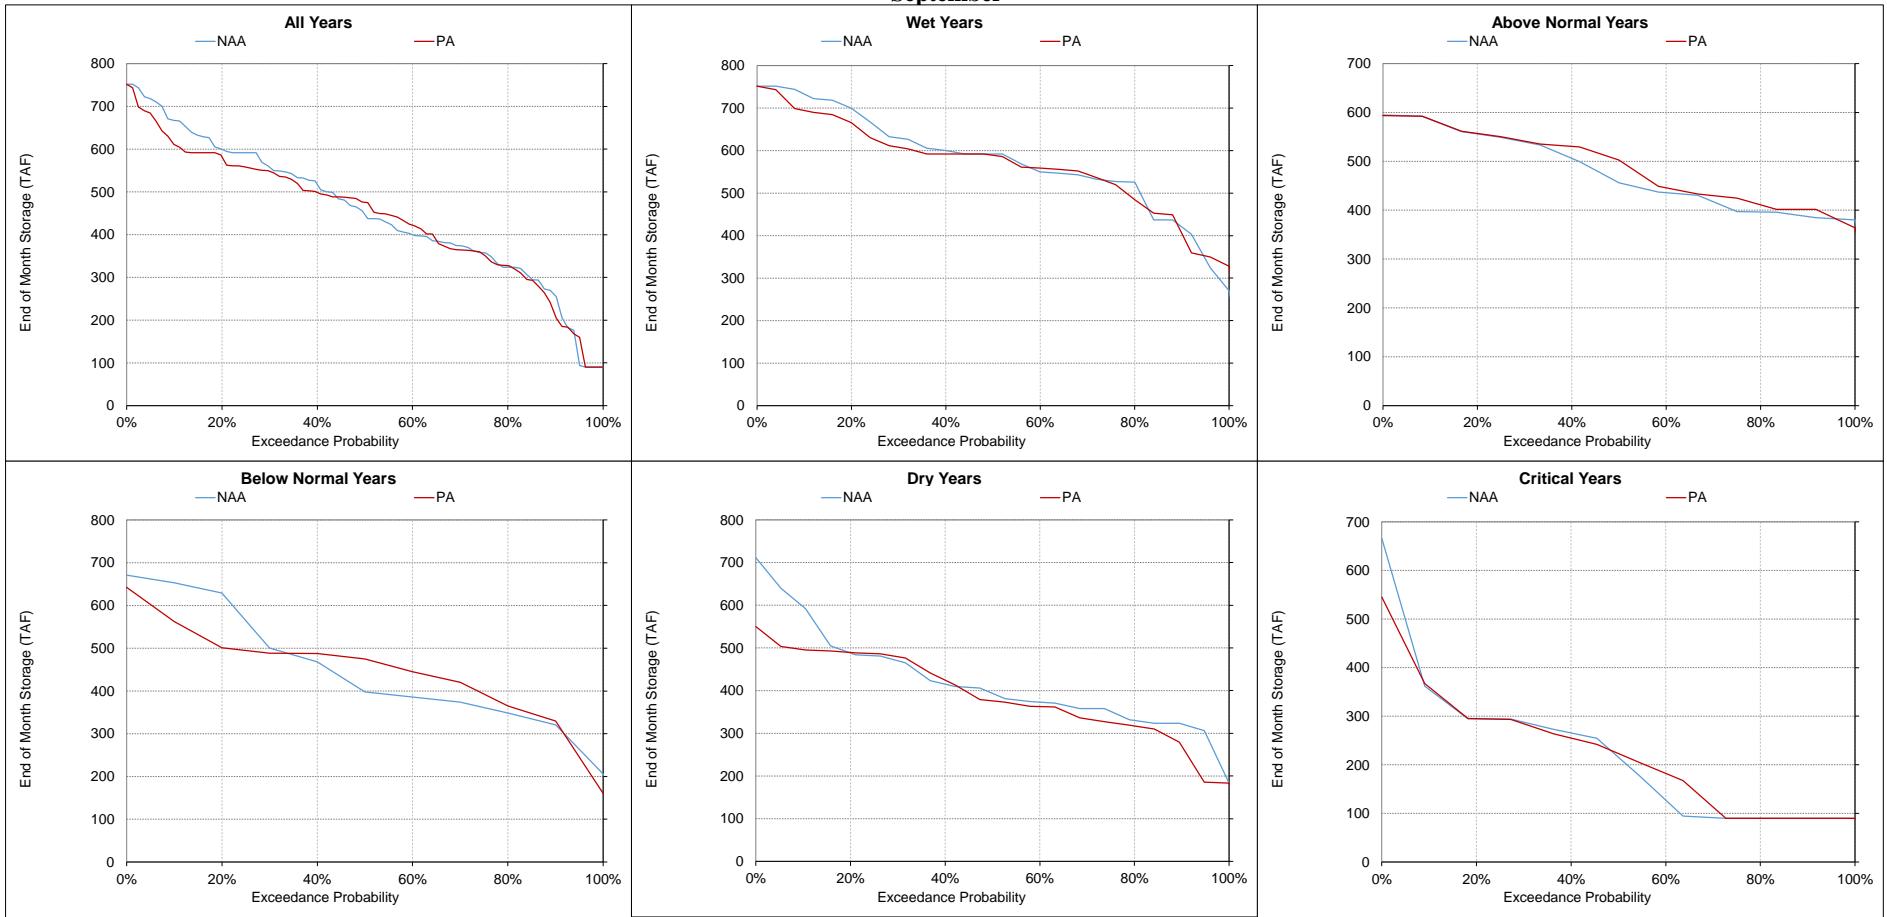 September
All Years
NAA PA
End of Month Storage (TAF)
800
700
600
500
400
300
200
100
0
0% 20% 40% 60% 80% 100%
Exceedance Probability
Wet Years
NAA PA
End of Month Storage (TAF)
800
700
600
500
400
300
200
100
0
0% 20% 40% 60% 80% 100%
Exceedance Probability
Above Normal Years
NAA PA
End of Month Storage (TAF)
700
600
500
400
300
200
100
0
0% 20% 40% 60% 80% 100%
Exceedance Probability
Below Normal Years
NAA PA
End of Month Storage (TAF)
800
700
600
500
400
300
200
100
0
0% 20% 40% 60% 80% 100%
Exceedance Probability
Dry Years
NAA PA
End of Month Storage (TAF)
800
700
600
500
400
300
200
100
0
0% 20% 40% 60% 80% 100%
Exceedance Probability
Critical Years
NAA PA
End of Month Storage (TAF)
700
600
500
400
300
200
100
0
0% 20% 40% 60% 80% 100%
Exceedance Probability